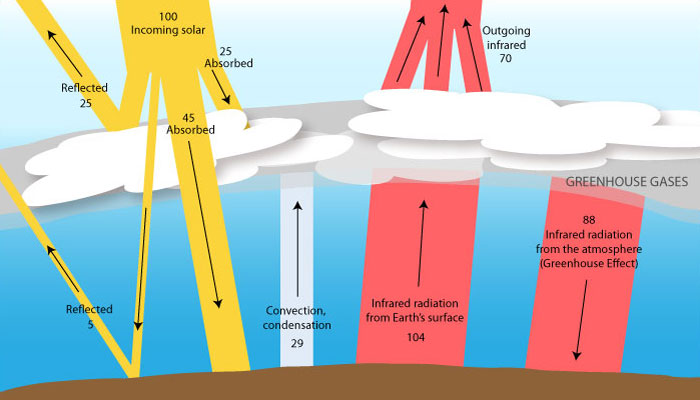 100
Incoming solar
25
Absorbed
Outgoing
infrared
70
Reflected
25
45
Absorbed
GREENHOUSE GASES
88
Infrared radiation
from the atmosphere
(Greenhouse Effect)
Reflected
5
Convection,
condensation
29
Infrared radiation
from Earth's surface
104